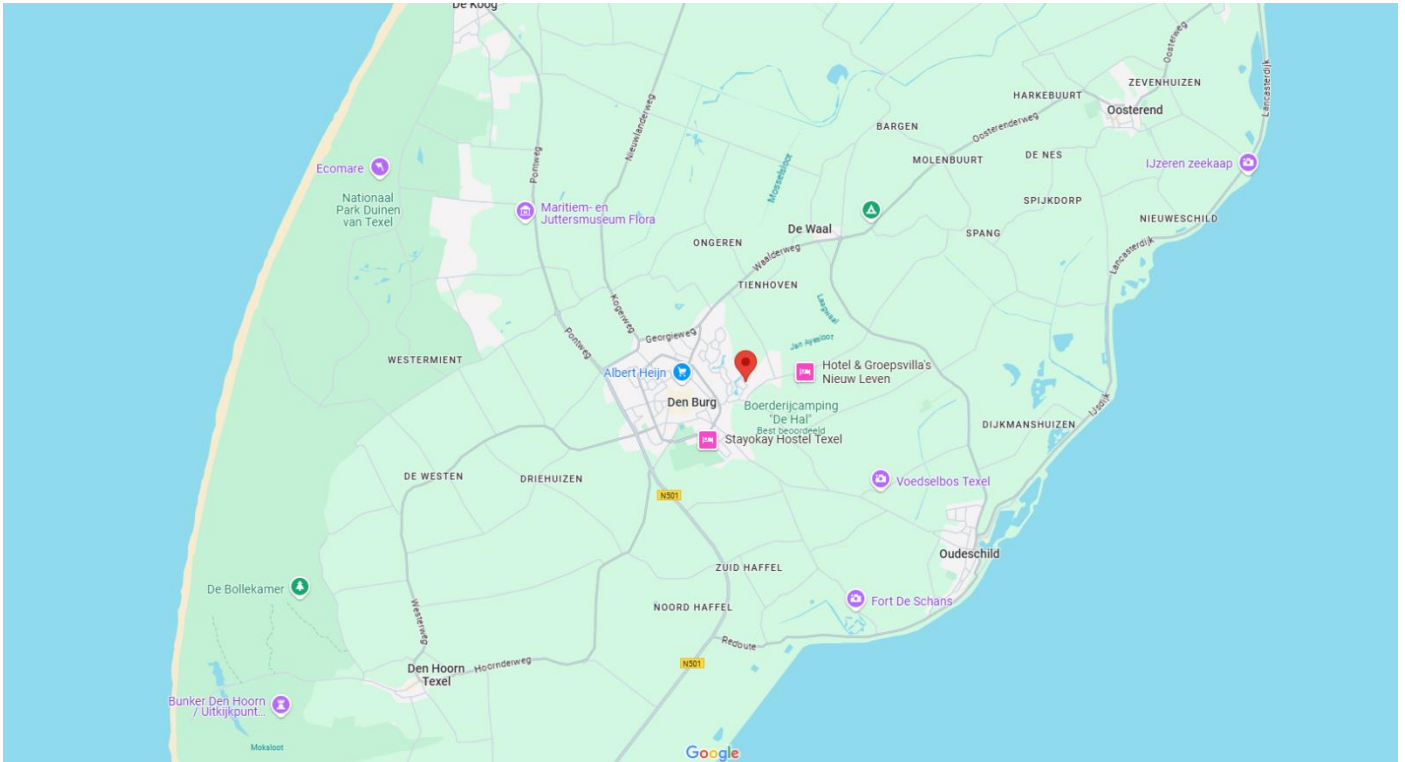 De Koog
Oosterweg
Lancasterdijk
ZEVENHUIZEN
HARKEBUURT
Oosterend
Nieuwlanderweg
Oosterenderweg
BARGEN
Pontweg
MOLENBUURT
DE NES
IJzeren zeekaap
Ecomare
Mosselsloot
Nationaal
Park Duinen
van Texel
SPIJKDORP
Maritiem- en
Juttersmuseum Flora
NIEUWESCHILD
De Waal
SPANG
ONGEREN
Waalderweg
Lancasterdijk
TIENHOVEN
Laagwaal
Kogerweg
Georgieweg
Pontweg
Jan Ayesloot
WESTERMIENT
Albert Heijn
Hotel & Groepsvilla's
Nieuw Leven
Den Burg
Boerderijcamping
"De Hal"
Best beoordeeld
IJsdijk
DIJKMANSHUIZEN
Stayokay Hostel Texel
DE WESTEN
DRIEHUIZEN
Voedselbos Texel
N501
Oudeschild
ZUID HAFFEL
De Bollekamer
Fort De Schans
NOORD HAFFEL
Westerweg
Redoute
N501
Den Hoorn
Texel
Hoornderweg
Bunker Den Hoorn
/ Uitkijkpunt...
Moksloot
Google